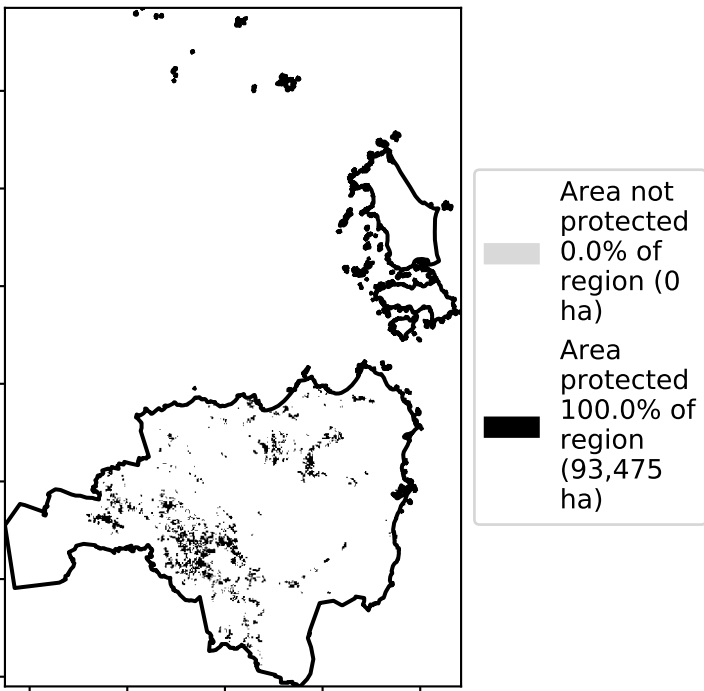 Area not
protected
0.0% of
region (0
ha)
Area
protected
100.0% of
region
(93,475
ha)